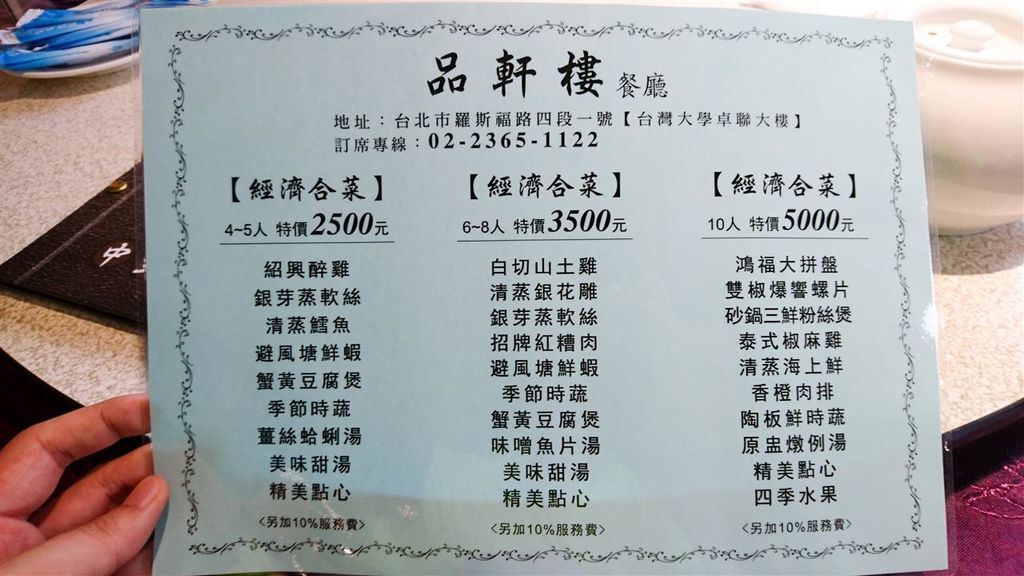 品軒樓餐廳
地址：台北市羅斯福路四段一號【台灣大學卓聯大樓】
訂席專線：02-2365-1122
【經濟合菜】
4~5人 特價2500元
紹興醉雞
銀芽蒸軟絲
清蒸鱈魚
避風塘鮮蝦
蟹黃豆腐煲
季節時蔬
薑絲蛤蜊湯
美味甜湯
精美點心
<另加10%服務費>
【經濟合菜】
6~8人 特價3500元
白切山土雞
清蒸銀花雕
銀芽蒸軟絲
招牌紅糟肉
避風塘鮮蝦
季節時蔬
蟹黃豆腐煲
味噌魚片湯
美味甜湯
精美點心
<另加10%服務費>
【經濟合菜】
10人 特價5000元
鴻福大拼盤
雙椒爆響螺片
砂鍋三鮮粉絲煲
泰式椒麻雞
清蒸海上鮮
香橙肉排
陶板鮮時蔬
原盅燉例湯
精美點心
四季水果
<另加10%服務費>
中